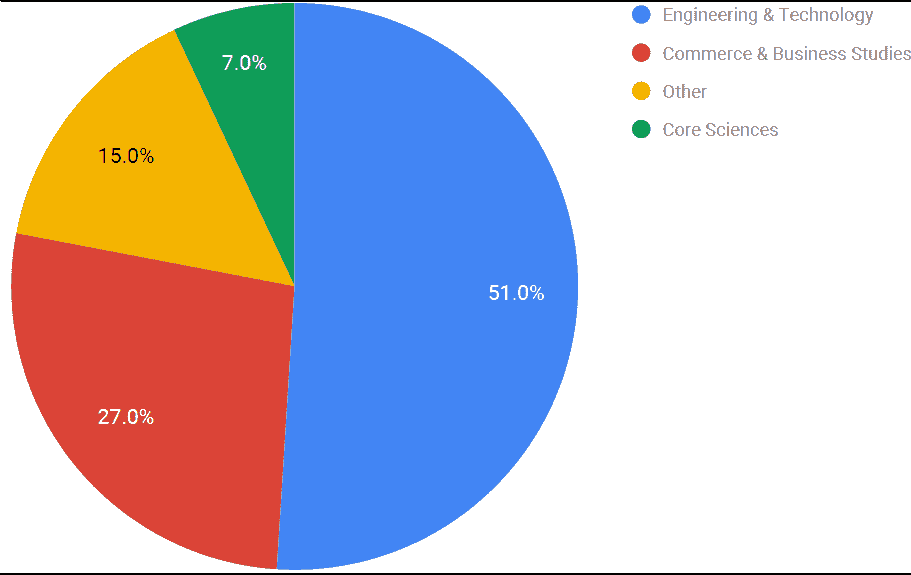 Engineering & Technology
Commerce & Business Studies
Other
Core Sciences
7.0%
15.0%
51.0%
27.0%